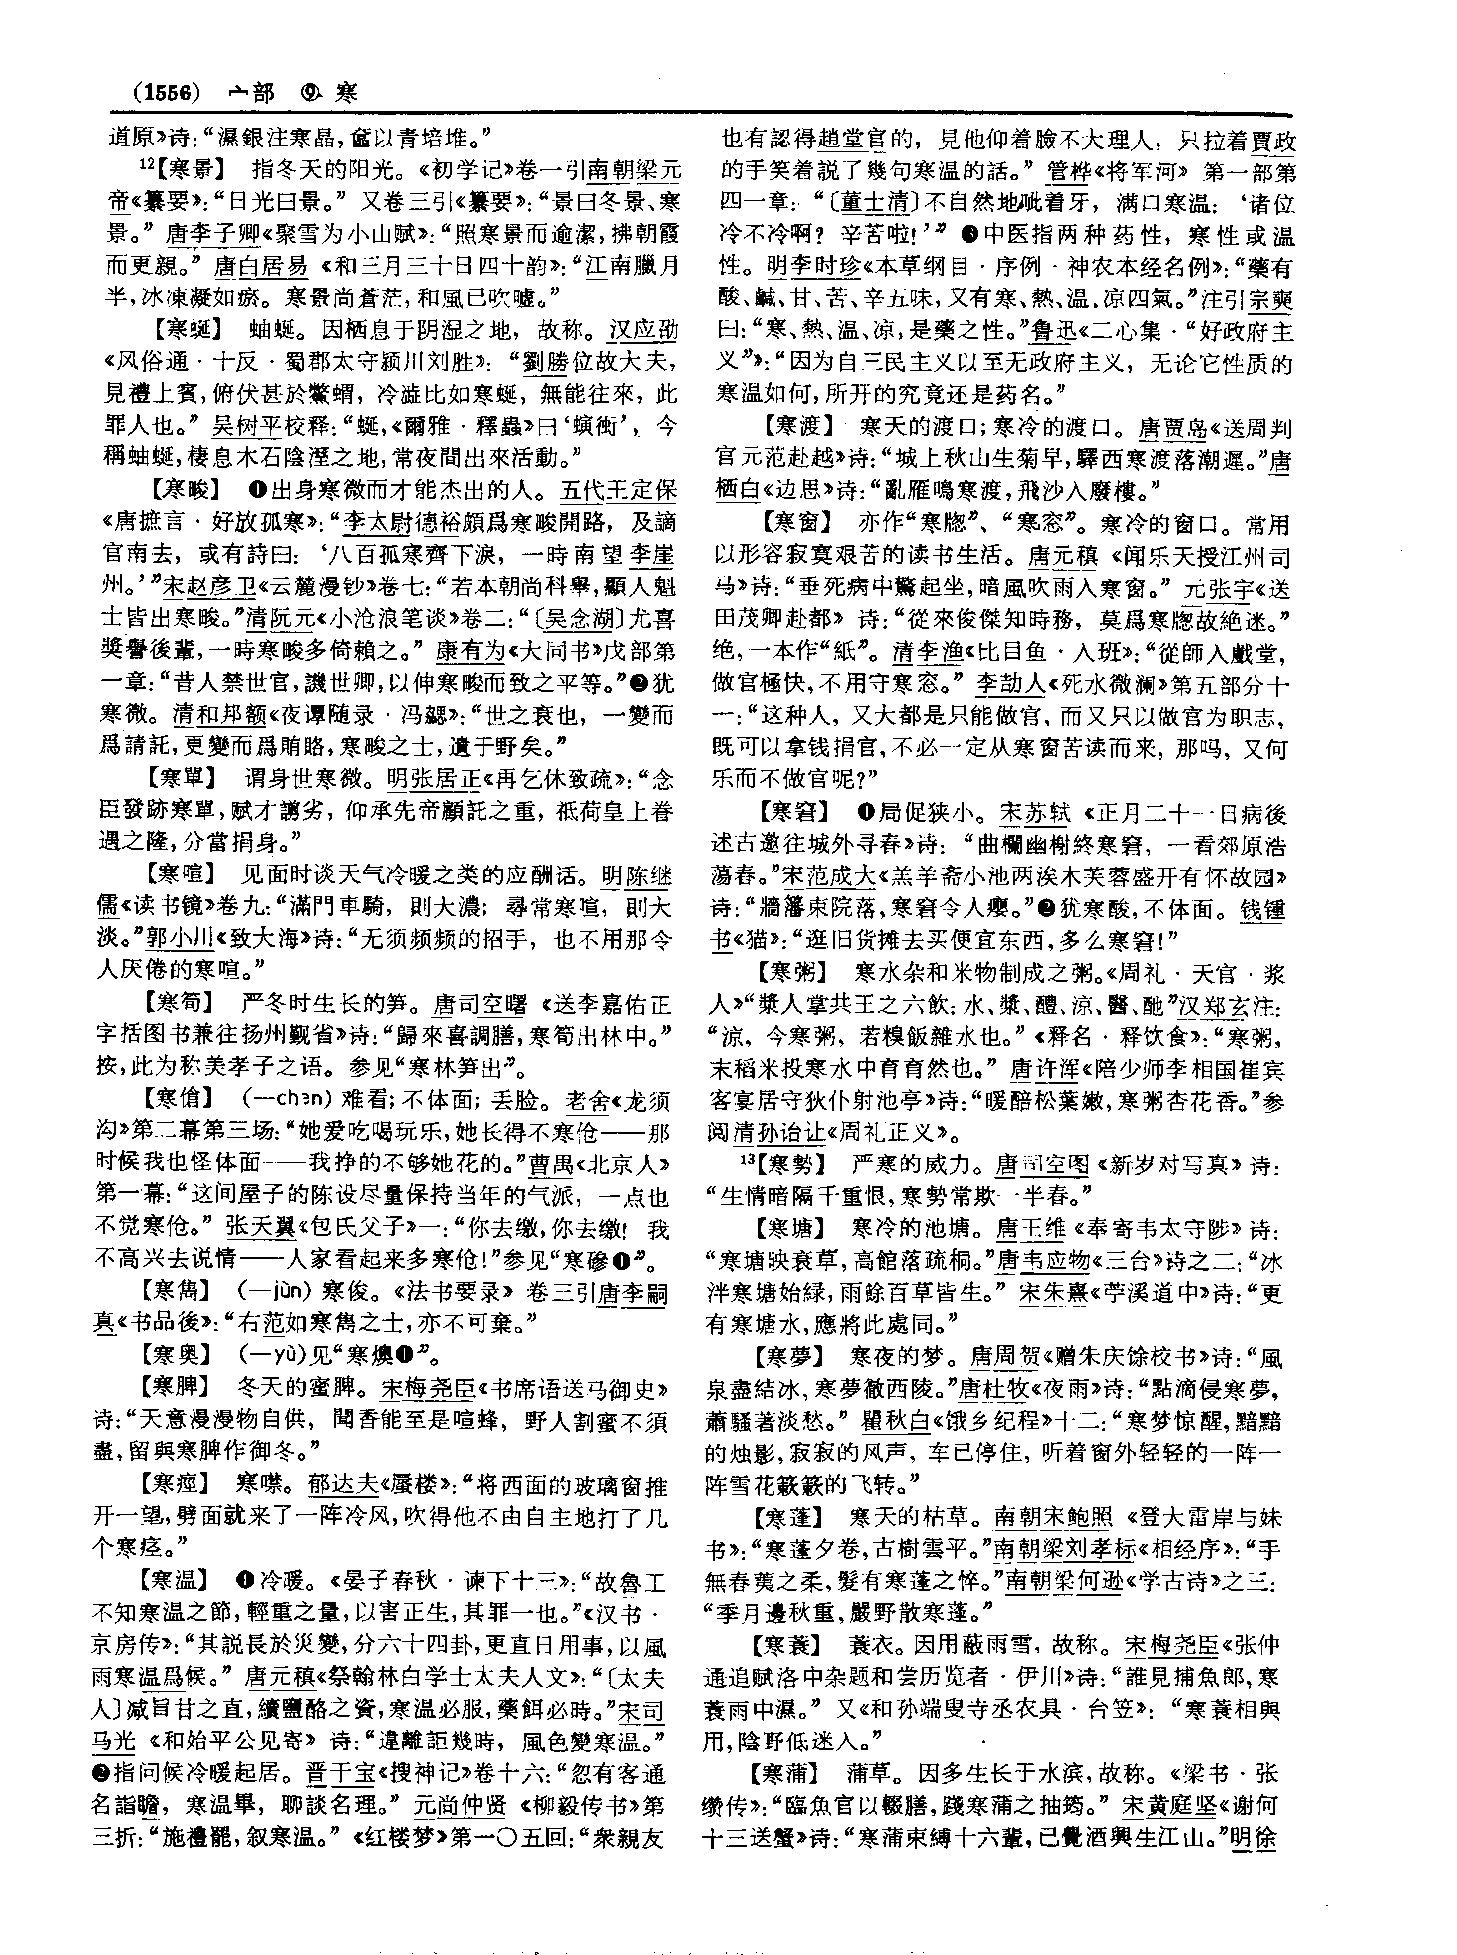 (1556) 宀部 ⑨ 寒
道原》诗：“濕銀注寒晶，奩以青培堆。”
12【寒景】 指冬天的阳光。《初学记》卷一引南朝梁元
帝《纂要》：“日光曰景。” 又卷三引《纂要》：“景曰冬景、寒
景。” 唐李子卿《聚雪为小山赋》：“照寒景而逾潔，拂朝霞
而更親。” 唐白居易《和三月三十日四十韵》：“江南臘月
半，冰凍凝如瘀。寒景尚蒼茫，和風已吹噓。”
【寒蜒】 蚰蜒。因栖息于阴湿之地，故称。汉应劭
《风俗通·十反·蜀郡太守颍川刘胜》：“劉勝位故大夫，
見禮上賓，俯伏甚於鱉蝟，冷澁比如寒蜒，無能往來，此
罪人也。” 吴树平校释：“蜒，《爾雅·釋蟲》曰‘螾衝’，今
稱蚰蜒，棲息木石陰溼之地，常夜間出來活動。”
【寒畯】 ❶出身寒微而才能杰出的人。五代王定保
《唐摭言·好放孤寒》：“李太尉德裕頗爲寒畯開路，及謫
官南去，或有詩曰：‘八百孤寒齊下淚，一時南望李崖
州。’”宋赵彦卫《云麓漫钞》卷七：“若本朝尚科舉，顯人魁
士皆出寒畯。”清阮元《小沧浪笔谈》卷二：“〔吴念湖〕尤喜
奬譽後輩，一時寒畯多倚賴之。” 康有为《大同书》戊部第
一章：“昔人禁世官，譏世卿，以伸寒畯而致之平等。”❷犹
寒微。清和邦额《夜谭随录·冯勰》：“世之衰也，一變而
爲請託，更變而爲賄賂，寒畯之士，遺于野矣。”
【寒單】 谓身世寒微。明张居正《再乞休致疏》：“念
臣發跡寒單，赋才譾劣，仰承先帝顧託之重，祗荷皇上眷
遇之隆，分當捐身。”
【寒暄】 见面时谈天气冷暖之类的应酬话。明陈继
儒《读书镜》卷九：“滿門車騎，則大濃；尋常寒暄，則大
淡。”郭小川《致大海》诗：“无须频频的招手，也不用那令
人厌倦的寒喧。”
【寒筍】 严冬时生长的笋。唐司空曙《送李嘉佑正
字括图书兼往扬州觐省》诗：“歸來喜調膳，寒筍出林中。”
按，此为称美孝子之语。参见“寒林笋出”。
【寒傖】 （—chen）难看；不体面；丢脸。老舍《龙须
沟》第二幕第三场：“她爱吃喝玩乐，她长得不寒伧——那
时候我也怪体面——我挣的不够她花的。”曹禺《北京人》
第一幕：“这间屋子的陈设尽量保持当年的气派，一点也
不觉寒伧。” 张天翼《包氏父子》一：“你去缴，你去缴！我
不高兴去说情——人家看起来多寒伧！”参见“寒碜❶”。
【寒雋】 （—jùn）寒俊。《法书要录》卷三引唐李嗣
真《书品後》：“右范如寒雋之士，亦不可棄。”
【寒奥】 （—yù）见“寒燠❶”。
【寒脾】 冬天的蜜脾。宋梅尧臣《书席语送马御史》
诗：“天意漫漫物自供，聞香能至是喧蜂，野人割蜜不須
盡，留與寒脾作御冬。”
【寒痙】 寒噤。郁达夫《蜃楼》：“将西面的玻璃窗推
开一望，劈面就来了一阵冷风，吹得他不由自主地打了几
个寒痉。”
【寒温】 ❶冷暖。《晏子春秋·谏下十三》：“故魯工
不知寒温之節，輕重之量，以害正生，其罪一也。”《汉书·
京房传》：“其説長於災變，分六十四卦，更直日用事，以風
雨寒温爲候。” 唐元稹《祭翰林白学士太夫人文》：“〔太夫
人〕减旨甘之直，續鹽酪之資，寒温必服，藥餌必時。”宋司
马光《和始平公见寄》诗：“違離詎幾時，風色變寒温。”
❷指问候冷暖起居。晋干宝《搜神记》卷十六：“忽有客通
名詣瞻，寒温畢，聊談名理。” 元尚仲贤《柳毅传书》第
三折：“施禮罷，叙寒温。”《红楼梦》第一〇五回：“衆親友
也有認得趙堂官的，見他仰着臉不大理人，只拉着賈政
的手笑着説了幾句寒温的話。” 管桦《将军河》第一部第
四一章：“〔董士清〕不自然地呲着牙，满口寒温：‘诸位
冷不冷啊？辛苦啦！’” ❸中医指两种药性，寒性或温
性。明李时珍《本草纲目·序例·神农本经名例》：“藥有
酸、鹹、甘、苦、辛五味，又有寒、熱、温、凉四氣。”注引宗奭
曰：“寒、熱、温、凉，是藥之性。”鲁迅《二心集·“好政府主
义”》：“因为自三民主义以至无政府主义，无论它性质的
寒温如何，所开的究竟还是药名。”
【寒渡】 寒天的渡口；寒冷的渡口。唐贾岛《送周判
官元范赴越》诗：“城上秋山生菊早，驛西寒渡落潮遲。”唐
栖白《边思》诗：“亂雁鳴寒渡，飛沙入廢樓。”
【寒窗】 亦作“寒牕”、“寒窓”。寒冷的窗口。常用
以形容寂寞艰苦的读书生活。唐元稹《闻乐天授江州司
马》诗：“垂死病中驚起坐，暗風吹雨入寒窗。” 元张宇《送
田茂卿赴都》诗：“從來俊傑知時務，莫爲寒牕故絶迷。”
绝，一本作“紙”。清李渔《比目鱼·入班》：“從師入戲堂，
做官極快，不用守寒窓。” 李劼人《死水微澜》第五部分十
一：“这种人，又大都是只能做官，而又只以做官为职志，
既可以拿钱捐官，不必一定从寒窗苦读而来，那吗，又何
乐而不做官呢？”
【寒窘】 ❶局促狭小。宋苏轼《正月二十一日病後
述古邀往城外寻春》诗：“曲欄幽榭終寒窘，一看郊原浩
蕩春。”宋范成大《羔羊斋小池两涘木芙蓉盛开有怀故园》
诗：“牆藩束院落，寒窘令人癭。”❷犹寒酸，不体面。钱锺
书《猫》：“逛旧货摊去买便宜东西，多么寒窘！”
【寒粥】 寒水杂和米物制成之粥。《周礼·天官·浆
人》“漿人掌共王之六飲：水、漿、醴、涼、醫、酏”汉郑玄注：
“涼，今寒粥，若糗飯雜水也。”《释名·释饮食》：“寒粥，
末稻米投寒水中育育然也。” 唐许浑《陪少师李相国崔宾
客宴居守狄仆射池亭》诗：“暖醅松葉嫩，寒粥杏花香。”参
阅清孙诒让《周礼正义》。
13【寒勢】 严寒的威力。唐司空图《新岁对写真》诗：
“生情暗隔千重恨，寒勢常欺一半春。”
【寒塘】 寒冷的池塘。唐王维《奉寄韦太守陟》诗：
“寒塘映衰草，高館落疏桐。”唐韦应物《三台》诗之二：“冰
泮寒塘始緑，雨餘百草皆生。” 宋朱熹《苧溪道中》诗：“更
有寒塘水，應將此處同。”
【寒夢】 寒夜的梦。唐周贺《赠朱庆馀校书》诗：“風
泉盡結冰，寒夢徹西陵。”唐杜牧《夜雨》诗：“點滴侵寒夢，
蕭騷著淡愁。” 瞿秋白《饿乡纪程》十二：“寒梦惊醒，黯黯
的烛影，寂寂的风声，车已停住，听着窗外轻轻的一阵一
阵雪花簌簌的飞转。”
【寒蓬】 寒天的枯草。南朝宋鲍照《登大雷岸与妹
书》：“寒蓬夕卷，古樹雲平。”南朝梁刘孝标《相经序》：“手
無春荑之柔，髮有寒蓬之悴。”南朝梁何逊《学古诗》之三：
“季月邊秋重，嚴野散寒蓬。”
【寒蓑】 蓑衣。因用蔽雨雪，故称。宋梅尧臣《张仲
通追赋洛中杂题和尝历览者·伊川》诗：“誰見捕魚郎，寒
蓑雨中濕。” 又《和孙端叟寺丞农具·台笠》：“寒蓑相與
用，陰野低迷入。”
【寒蒲】 蒲草。因多生长于水滨，故称。《梁书·张
缵传》：“臨魚官以輟膳，踐寒蒲之抽筠。” 宋黄庭坚《谢何
十三送蟹》诗：“寒蒲束縛十六輩，已覺酒興生江山。”明徐